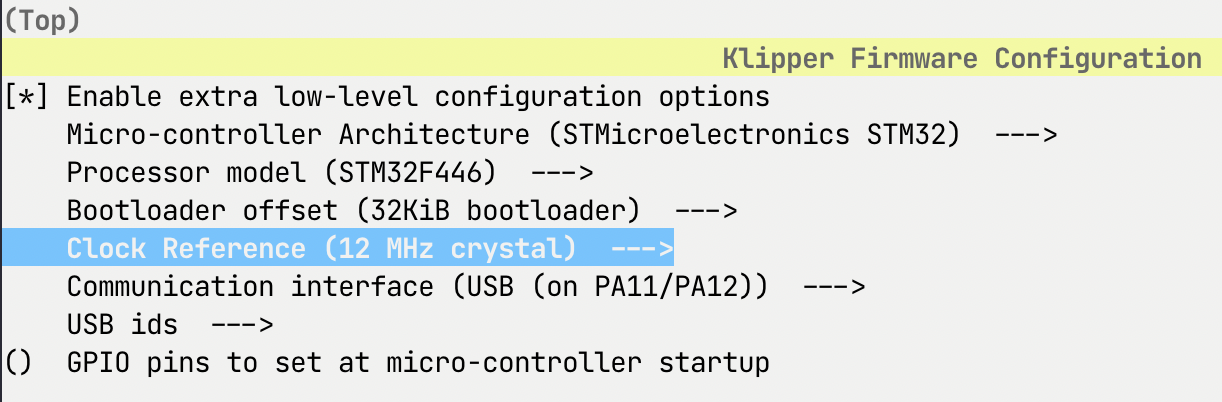 (Top)
Klipper Firmware Configuration
[*] Enable extra low-level configuration options
Micro-controller Architecture (STMicroelectronics STM32)  --->
Processor model (STM32F446)  --->
Bootloader offset (32KiB bootloader)  --->
Clock Reference (12 MHz crystal)  --->
Communication interface (USB (on PA11/PA12))  --->
USB ids  --->
()  GPIO pins to set at micro-controller startup